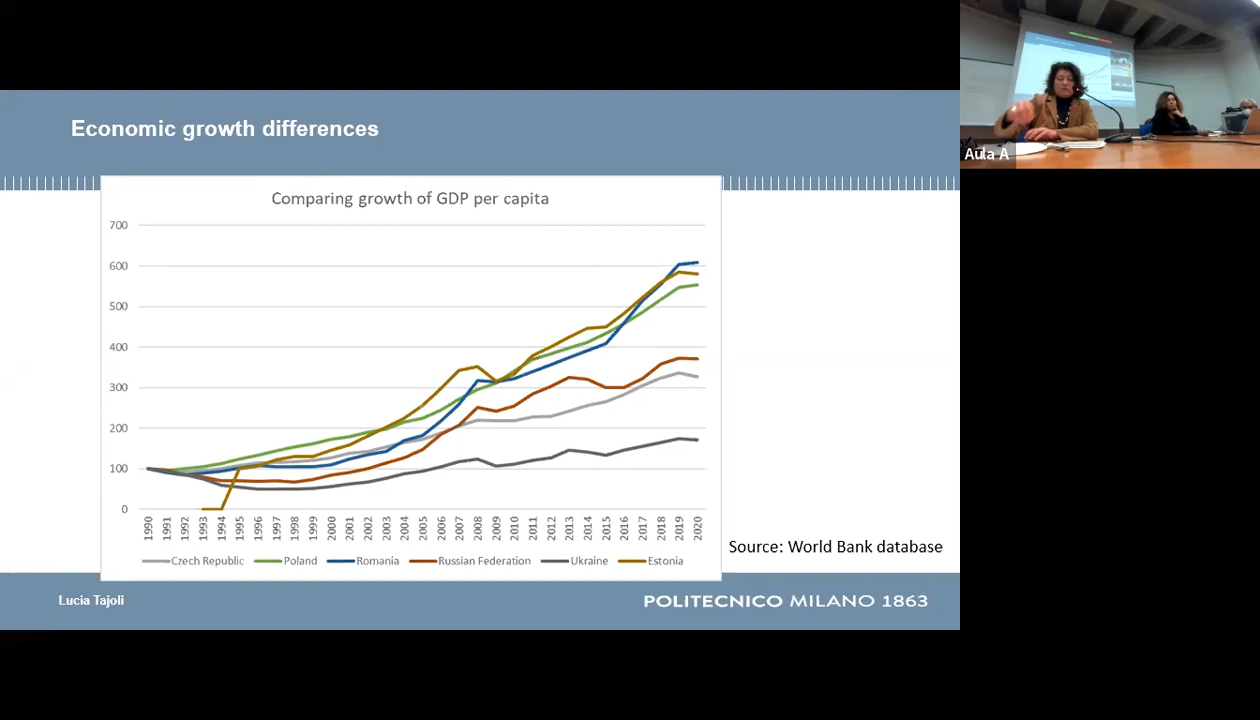 Economic growth differences
Aula A
Comparing growth of GDP per capita
700
600
500
400
300
200
100
0
1990 1991 1992 1993 1994 1995 1996 1997 1998 1999 2000 2001 2002 2003 2004 2005 2006 2007 2008 2009 2010 2011 2012 2013 2014 2015 2016 2017 2018 2019 2020
Czech Republic Poland Romania Russian Federation Ukraine Estonia
Source: World Bank database
Lucia Tajoli
POLITECNICO MILANO 1863